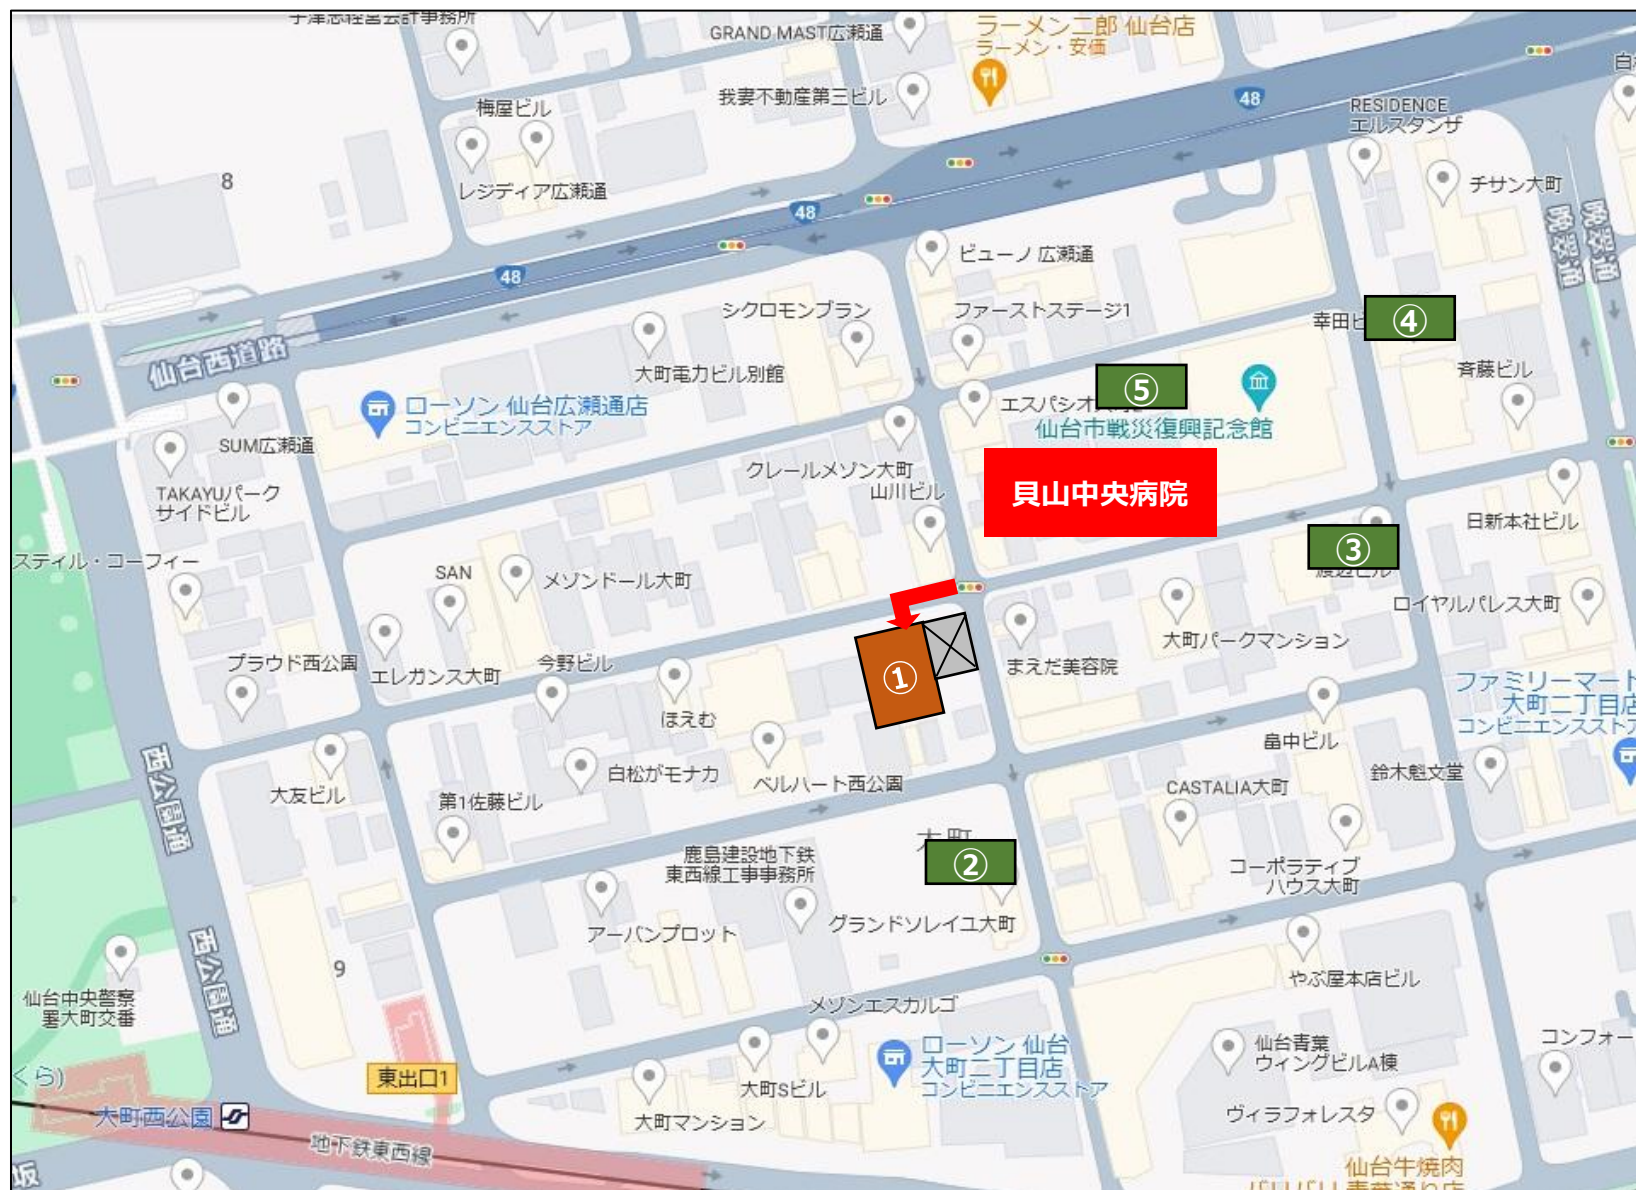 GRAND MAST広瀬通
ラーメン二郎 仙台店
ラーメン・安価
我妻不動産第三ビル
48
RESIDENCE
エルスタンザ
梅屋ビル
レジディア広瀬通
8
チサン大町
晩翠通
晩翠通
48
48
ビューノ 広瀬通
シクロモンブラン
ファーストステージ1
幸田ビ
④
仙台西道路
大町電力ビル別館
斉藤ビル
⑤
ローソン 仙台広瀬通店
コンビニエンスストア
エスパシオ大
仙台市戦災復興記念館
SUM広瀬通
クレールメゾン大町
山川ビル
貝山中央病院
TAKAYUパーク
サイドビル
日新本社ビル
スティル・コーフィー
SAN
メゾンドール大町
③
渡辺ビル
ロイヤルパレス大町
大町パークマンション
プラウド西公園
エレガンス大町
今野ビル
まえだ美容院
①
ほえむ
ファミリーマート
大町二丁目店
コンビニエンススト
畠中ビル
西公園通
大友ビル
第1佐藤ビル
白松がモナカ
ベルハート西公園
CASTALIA大町
鈴木魁文堂
大町
②
鹿島建設地下鉄
東西線工事事務所
コーポラティブ
ハウス大町
アーバンプロット
グランドソレイユ大町
西公園通
9
仙台中央警察
署大町交番
やぶ屋本店ビル
メゾンエスカルゴ
ローソン 仙台
大町二丁目店
コンビニエンスストア
仙台青葉
ウィングビルA棟
コンフォー
くら)
東出口1
大町Sビル
大町西公園
大町マンション
ヴィラフォレスタ
地下鉄東西線
仙台牛焼肉
坂